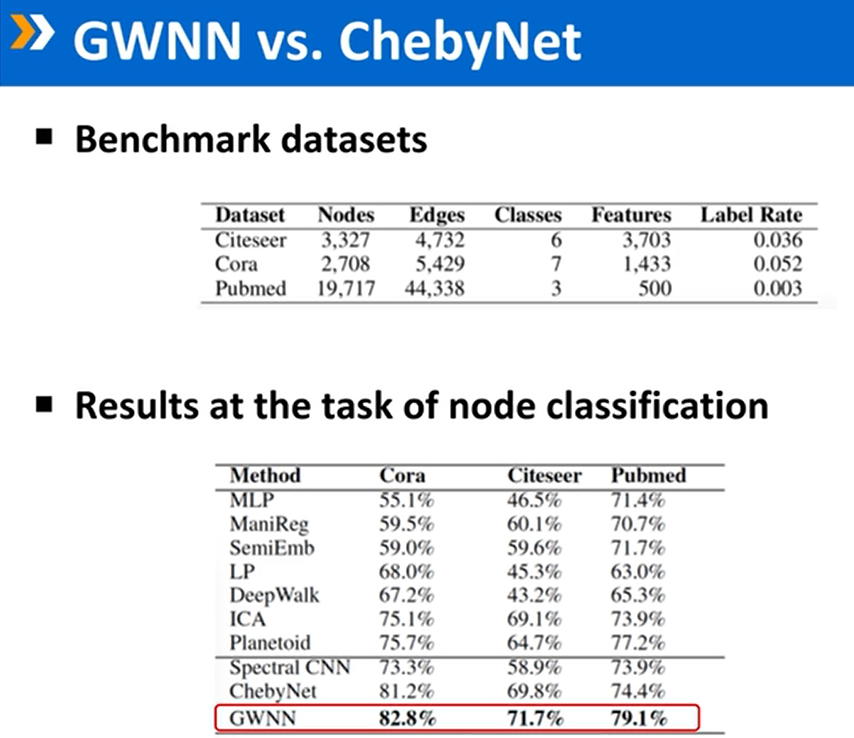 GWNN vs. ChebyNet
Benchmark datasets
Dataset Nodes Edges Classes Features Label Rate
Citeseer 3,327 4,732 6 3,703 0.036
Cora 2,708 5,429 7 1,433 0.052
Pubmed 19,717 44,338 3 500 0.003
Results at the task of node classification
Method Cora Citeseer Pubmed
MLP 55.1% 46.5% 71.4%
ManiReg 59.5% 60.1% 70.7%
SemiEmb 59.0% 59.6% 71.7%
LP 68.0% 45.3% 63.0%
DeepWalk 67.2% 43.2% 65.3%
ICA 75.1% 69.1% 73.9%
Planetoid 75.7% 64.7% 77.2%
Spectral CNN 73.3% 58.9% 73.9%
ChebyNet 81.2% 69.8% 74.4%
GWNN 82.8% 71.7% 79.1%